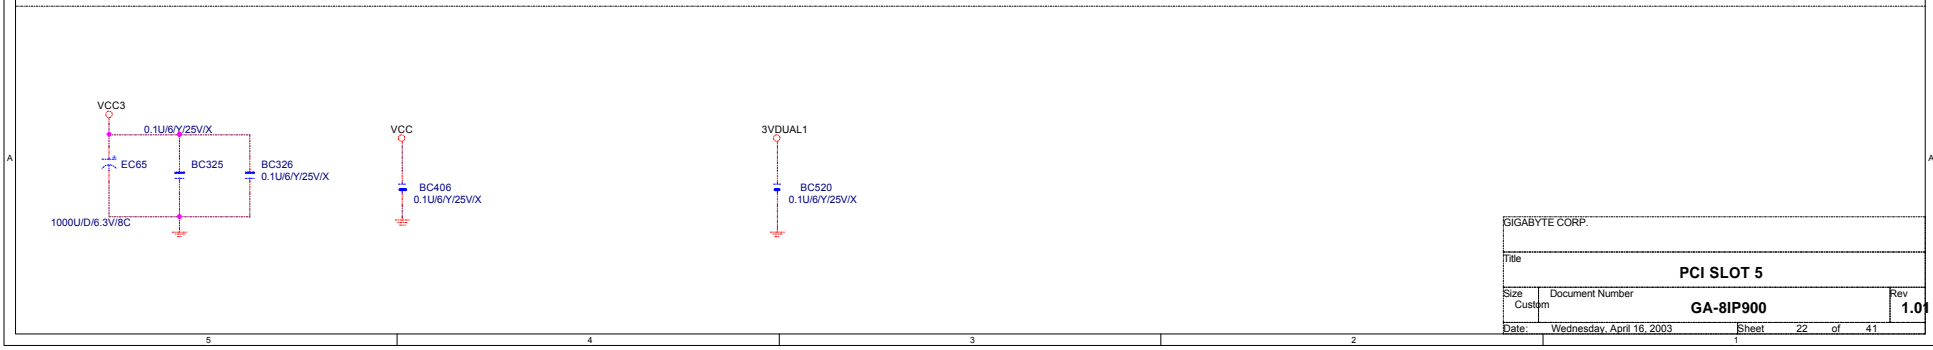 VCC3
0.1U/6/Y/25V/X
EC65
BC325
BC326
0.1U/6/Y/25V/X
1000U/D/6.3V/8C
VCC
BC406
0.1U/6/Y/25V/X
3VDUAL1
BC520
0.1U/6/Y/25V/X
A
A
GIGABYTE CORP.
Title
PCI SLOT 5
Size
Custom
Document Number
GA-8IP900
Rev
1.01
Date: Wednesday, April 16, 2003 Sheet 22 of 41
5 4 3 2 1